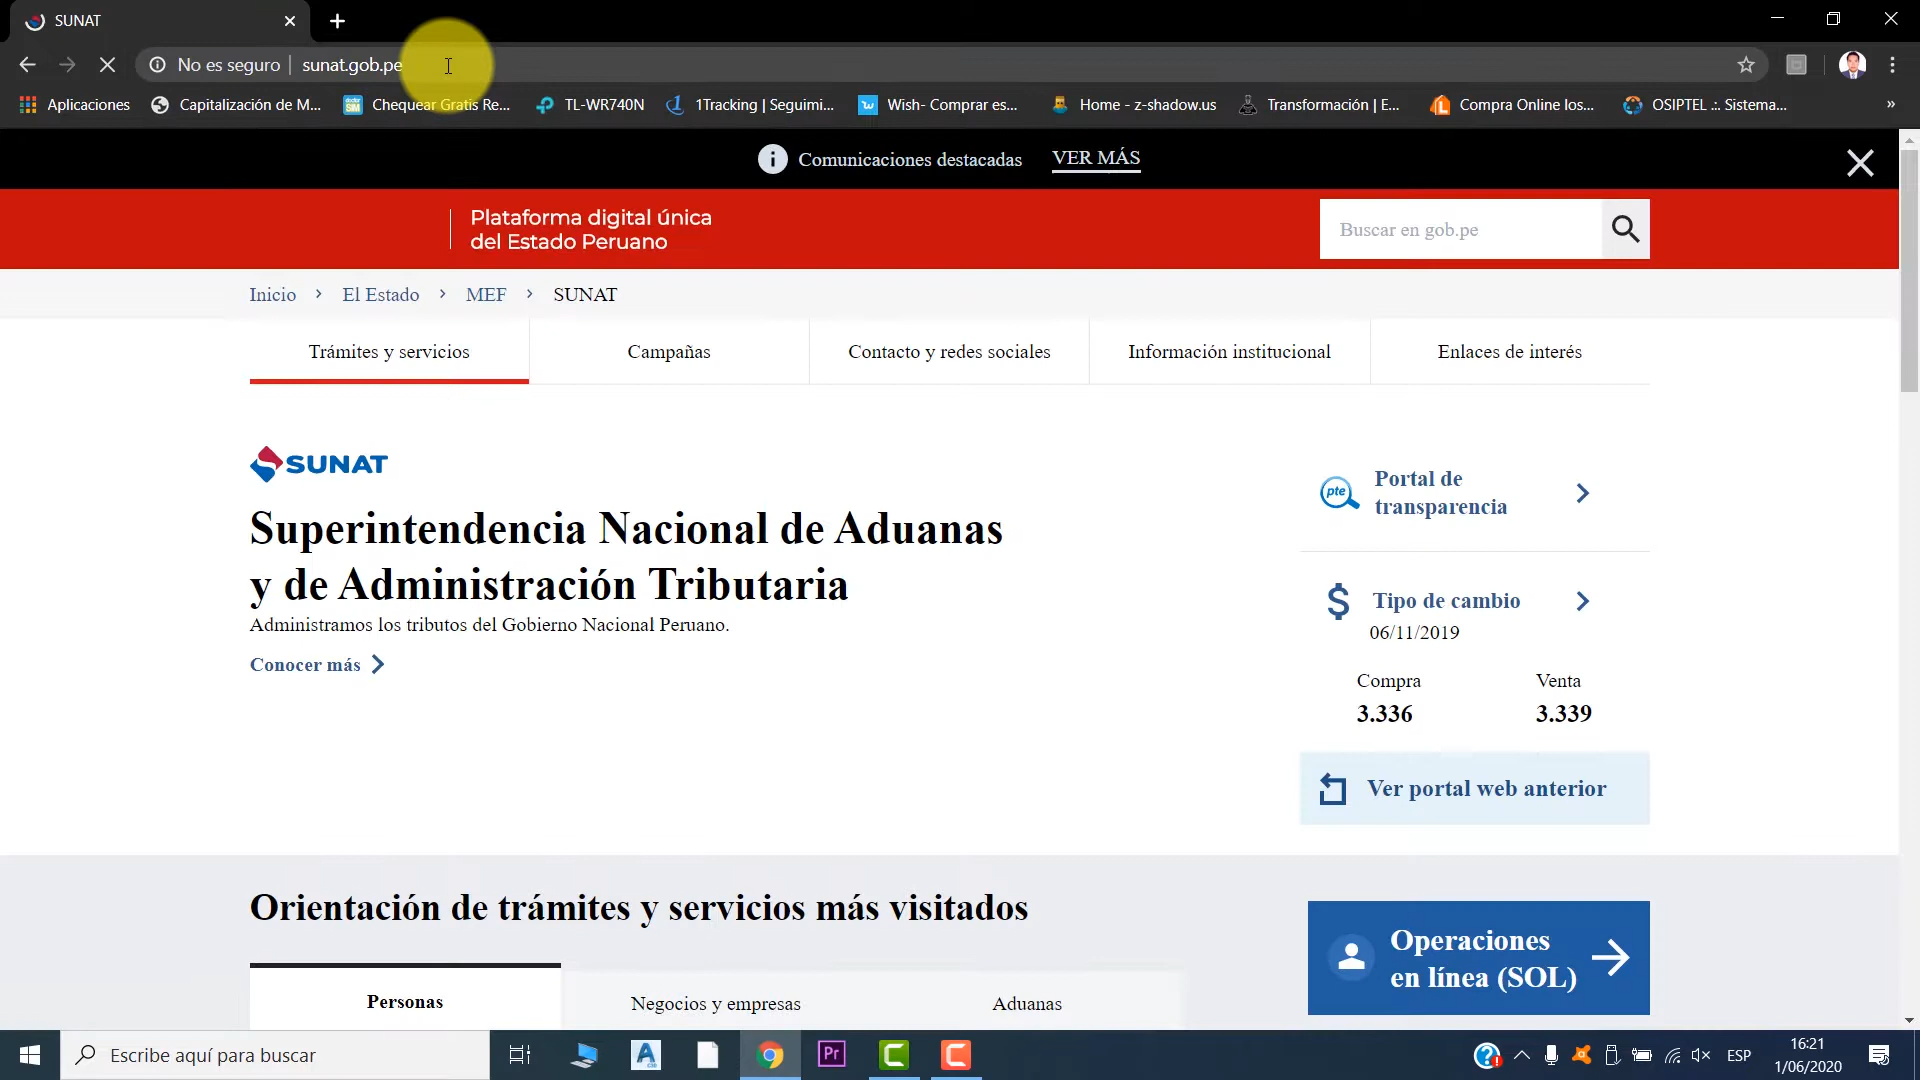 SUNAT
No es seguro | sunat.gob.pe
Aplicaciones
Capitalización de M...
Chequear Gratis Re...
TL-WR740N
1Tracking | Seguimi...
Wish- Comprar es...
Home - z-shadow.us
Transformación | E...
Compra Online los...
OSIPTEL .:. Sistema...
»
Comunicaciones destacadas
VER MÁS
Plataforma digital única
del Estado Peruano
Buscar en gob.pe
Inicio > El Estado > MEF > SUNAT
Trámites y servicios
Campañas
Contacto y redes sociales
Información institucional
Enlaces de interés
SUNAT
Superintendencia Nacional de Aduanas
y de Administración Tributaria
Administramos los tributos del Gobierno Nacional Peruano.
Conocer más
pte
Portal de
transparencia
Tipo de cambio
06/11/2019
Compra
Venta
3.336
3.339
Ver portal web anterior
Orientación de trámites y servicios más visitados
Personas
Negocios y empresas
Aduanas
Operaciones
en línea (SOL)
Escribe aquí para buscar
Pr
ESP
16:21
1/06/2020